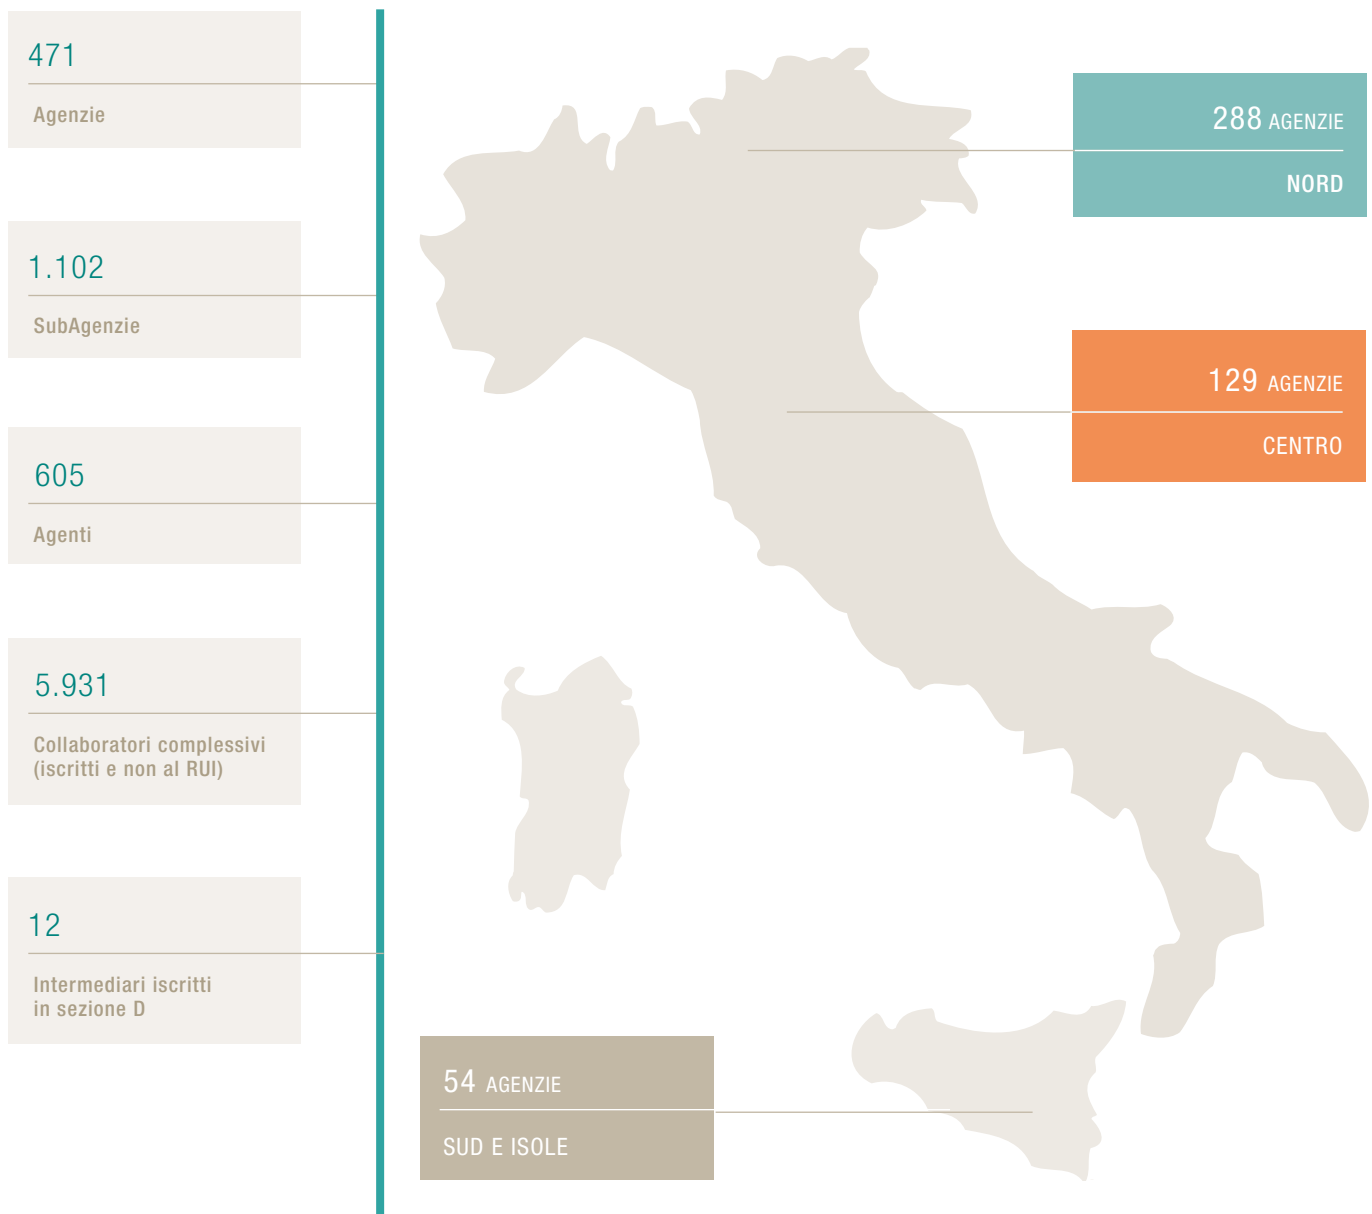 471
Agenzie
1.102
SubAgenzie
605
Agenti
5.931
Collaboratori complessivi
(iscritti e non al RUI)
12
Intermediari iscritti
in sezione D
288 AGENZIE
NORD
129 AGENZIE
CENTRO
54 AGENZIE
SUD E ISOLE